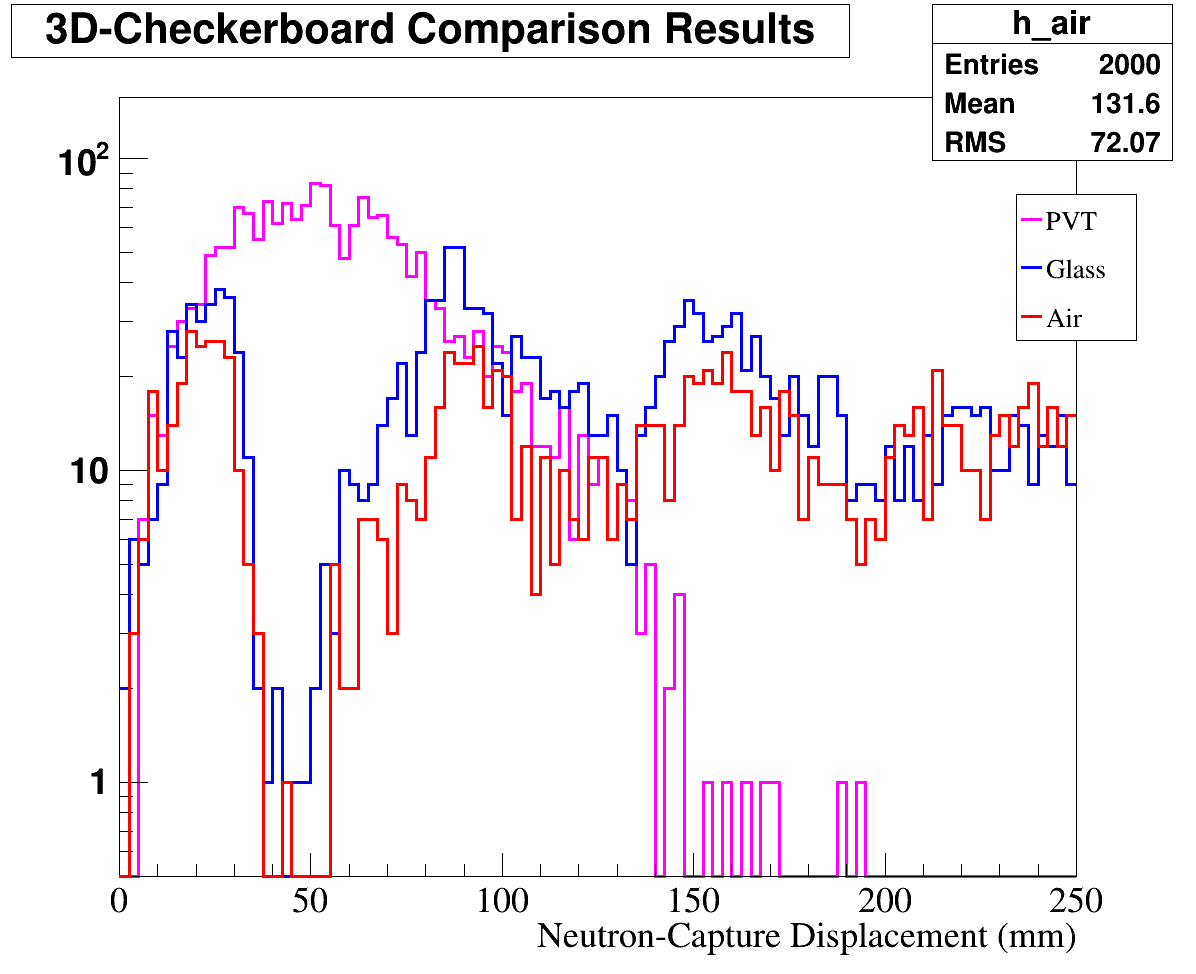 3D-Checkerboard Comparison Results
h_air
Entries 2000
Mean 131.6
RMS 72.07
PVT
Glass
Air
10²
10
1
0 50 100 150 200 250
Neutron-Capture Displacement (mm)